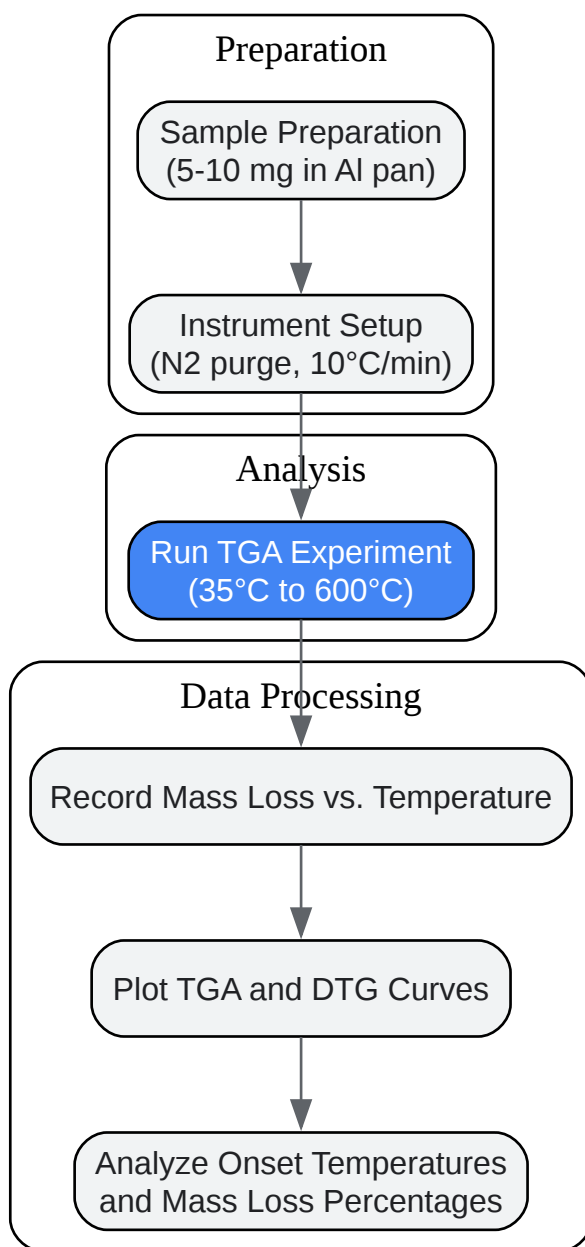 Preparation
Sample Preparation
(5-10 mg in Al pan)
Instrument Setup
(N2 purge, 10°C/min)
Analysis
Run TGA Experiment
(35°C to 600°C)
Data Processing
Record Mass Loss vs. Temperature
Plot TGA and DTG Curves
Analyze Onset Temperatures
and Mass Loss Percentages